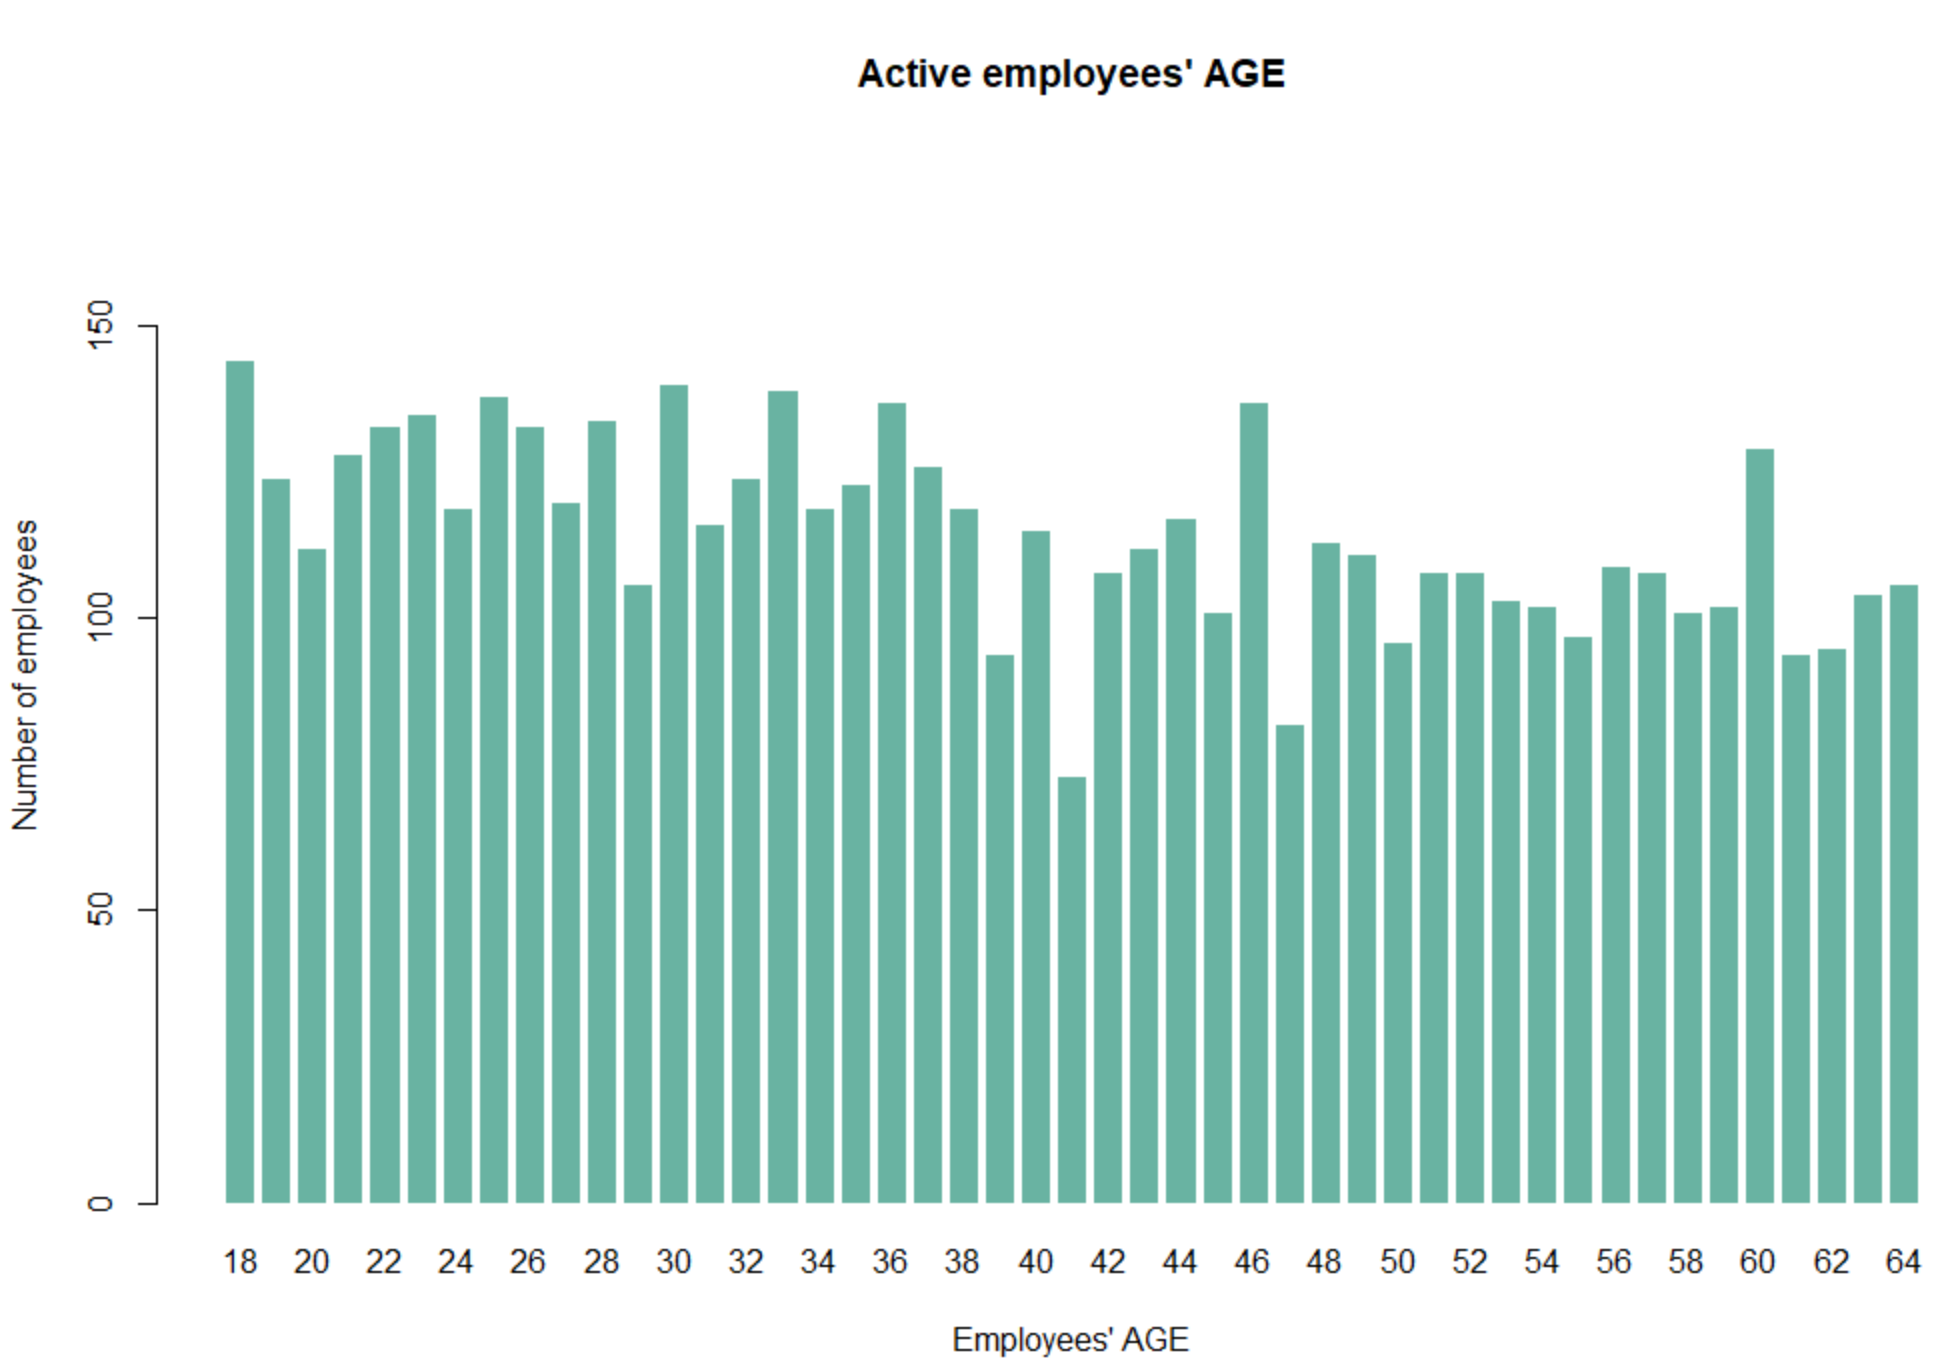 Active employees' AGE
150
100
50
0
Number of employees
18 20 22 24 26 28 30 32 34 36 38 40 42 44 46 48 50 52 54 56 58 60 62 64
Employees' AGE